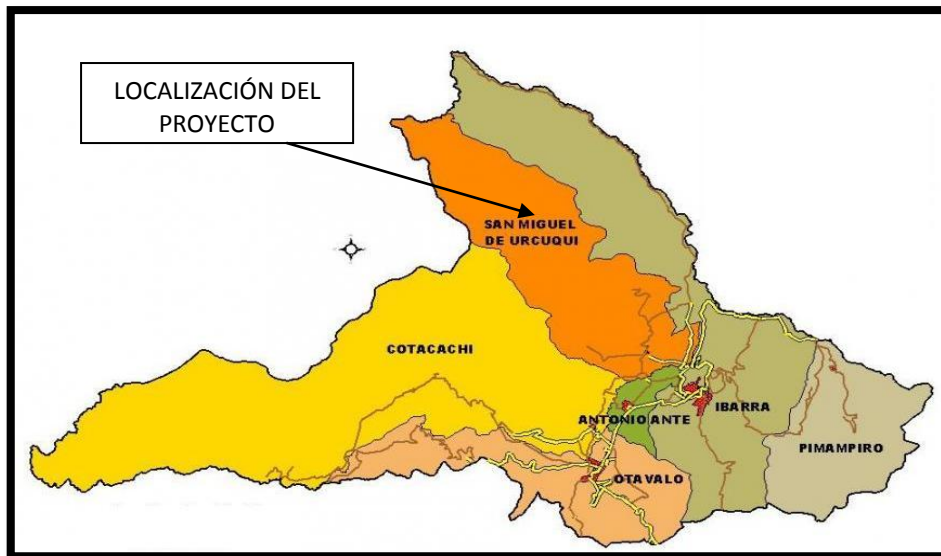 LOCALIZACIÓN DEL
PROYECTO
SAN MIGUEL
DE URCUQUI
COTACACHI
ANTONIO ANTE
IBARRA
PIMAMPIRO
OTAVALO